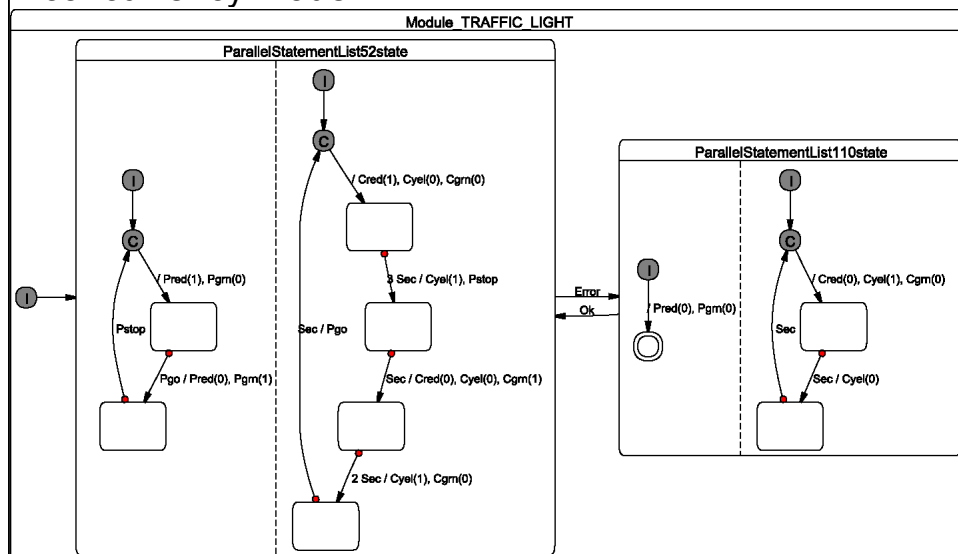 Module_TRAFFIC_LIGHT
ParallelStatementList52state
I
I
C
/ Pred(1), Pgrn(0)
Pstop
Pgo / Pred(0), Pgrn(1)
I
C
/ Cred(1), Cyel(0), Cgrn(0)
3 Sec / Cyel(1), Pstop
Sec / Pgo
Sec / Cred(0), Cyel(0), Cgrn(1)
2 Sec / Cyel(1), Cgrn(0)
Error
Ok
ParallelStatementList110state
I
/ Pred(0), Pgrn(0)
I
C
/ Cred(0), Cyel(1), Cgrn(0)
Sec
Sec / Cyel(0)